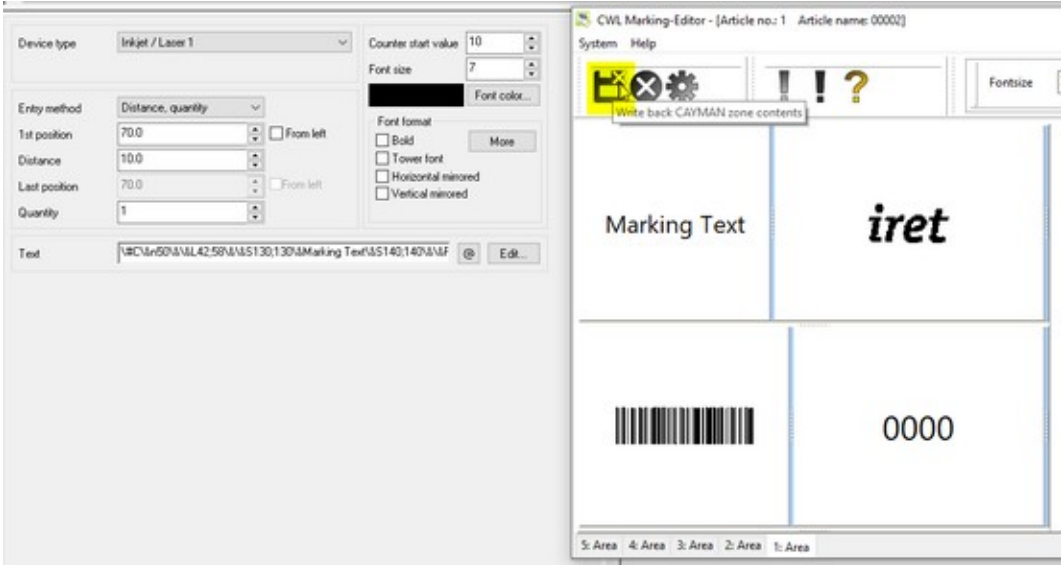 Device type
Inkjet / Laser 1
Counter start value
10
Font size
7
Font color...
Entry method
Distance, quantity
1st position
70.0
From left
Distance
10.0
Last position
70.0
From left
Quantity
1
Font format
Bold
More
Tower font
Horizontal mirrored
Vertical mirrored
Text
@
Edit...
CWL Marking-Editor - [Article no.: 1 Article name: 00002]
System Help
Fontsize
Write back CAYMAN zone contents
Marking Text
iret
0000
5: Area 4: Area 3: Area 2: Area 1: Area